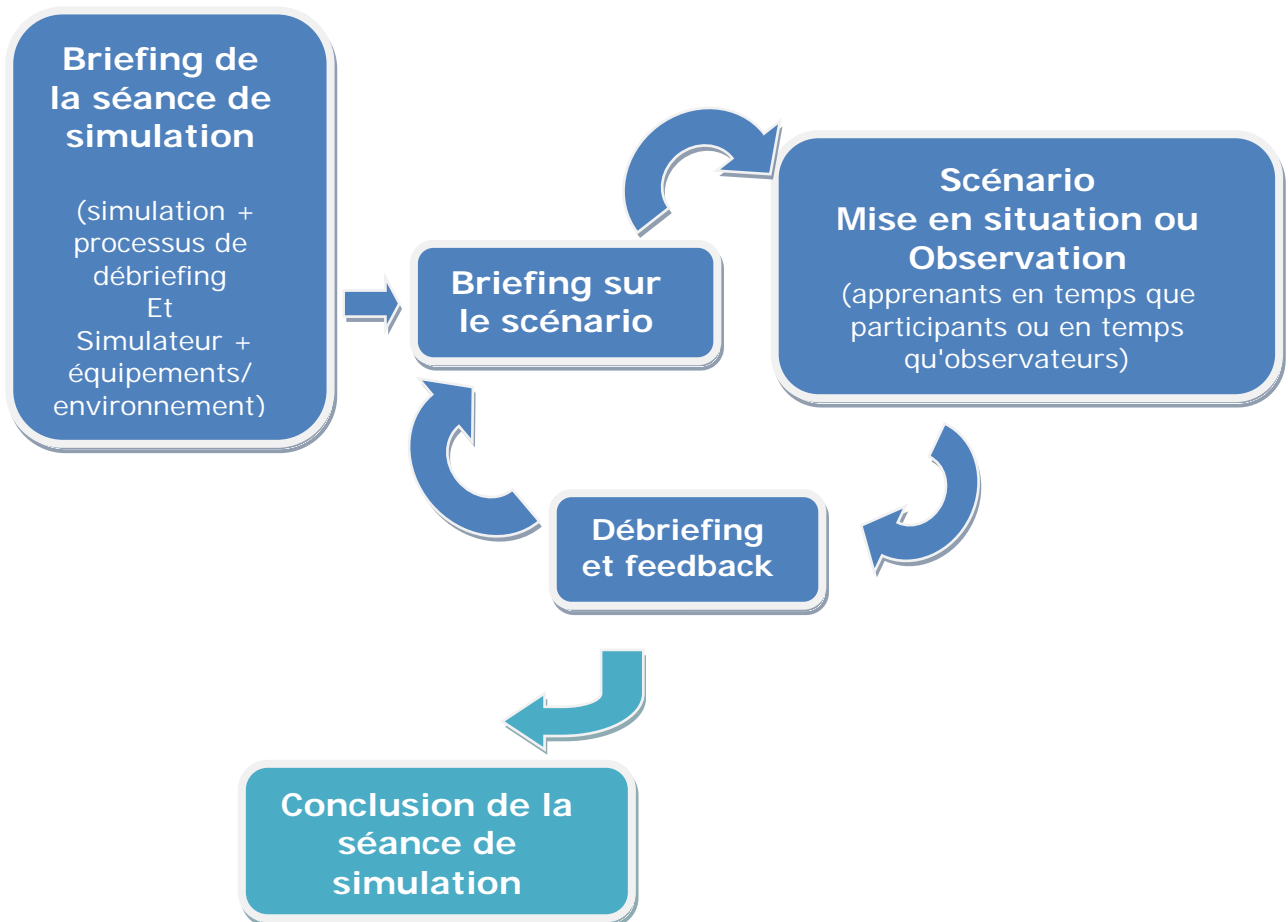 Briefing de
la séance de
simulation
(simulation +
processus de
débriefing
Et
Simulateur +
équipements/
environnement)
Briefing sur
le scénario
Scénario
Mise en situation ou
Observation
(apprenants en temps que
participants ou en temps
qu'observateurs)
Débriefing
et feedback
Conclusion de la
séance de
simulation